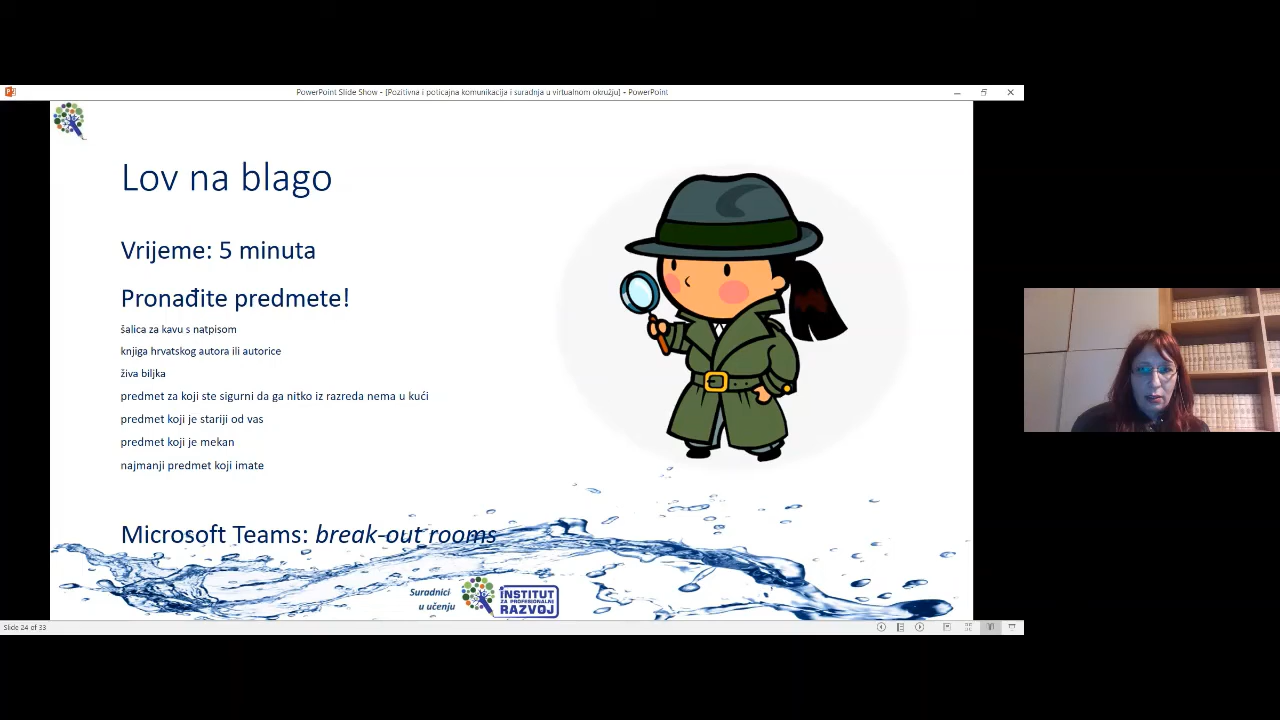 PowerPoint Slide Show - [Pozitivna i poticajna komunikacija i suradnja u virtualnom okružju] - PowerPoint
Lov na blago
Vrijeme: 5 minuta
Pronađite predmete!
šalica za kavu s natpisom
knjiga hrvatskog autora ili autorice
živa biljka
predmet za koji ste sigurni da ga nitko iz razreda nema u kući
predmet koji je stariji od vas
predmet koji je mekan
najmanji predmet koji imate
Microsoft Teams: break-out rooms
Suradnici
u učenju
INSTITUT
ZA PROFESIONALNI
RAZVOJ
Slide 24 of 33